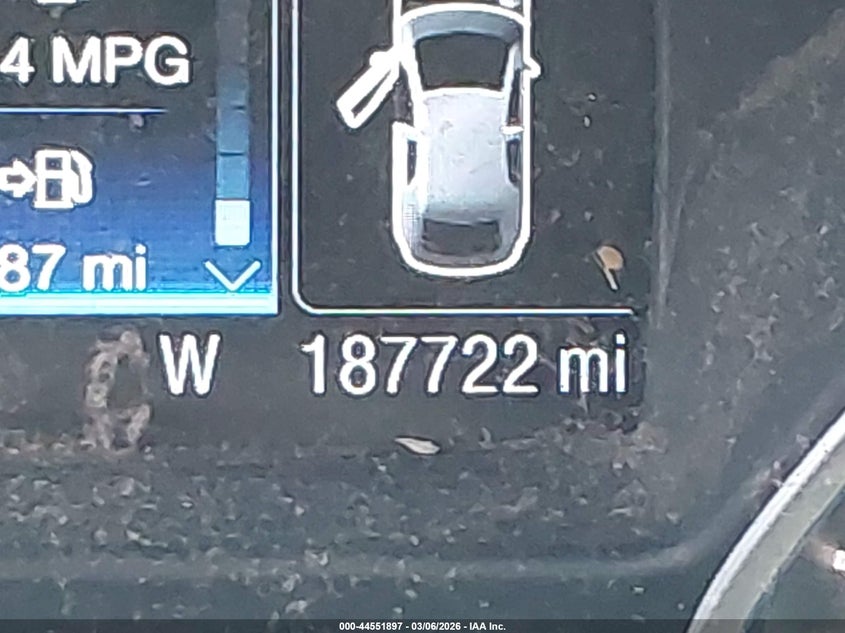 4 MPG
87 mi
W 187722 mi
000-44551897 - 03/06/2026 - IAA Inc.